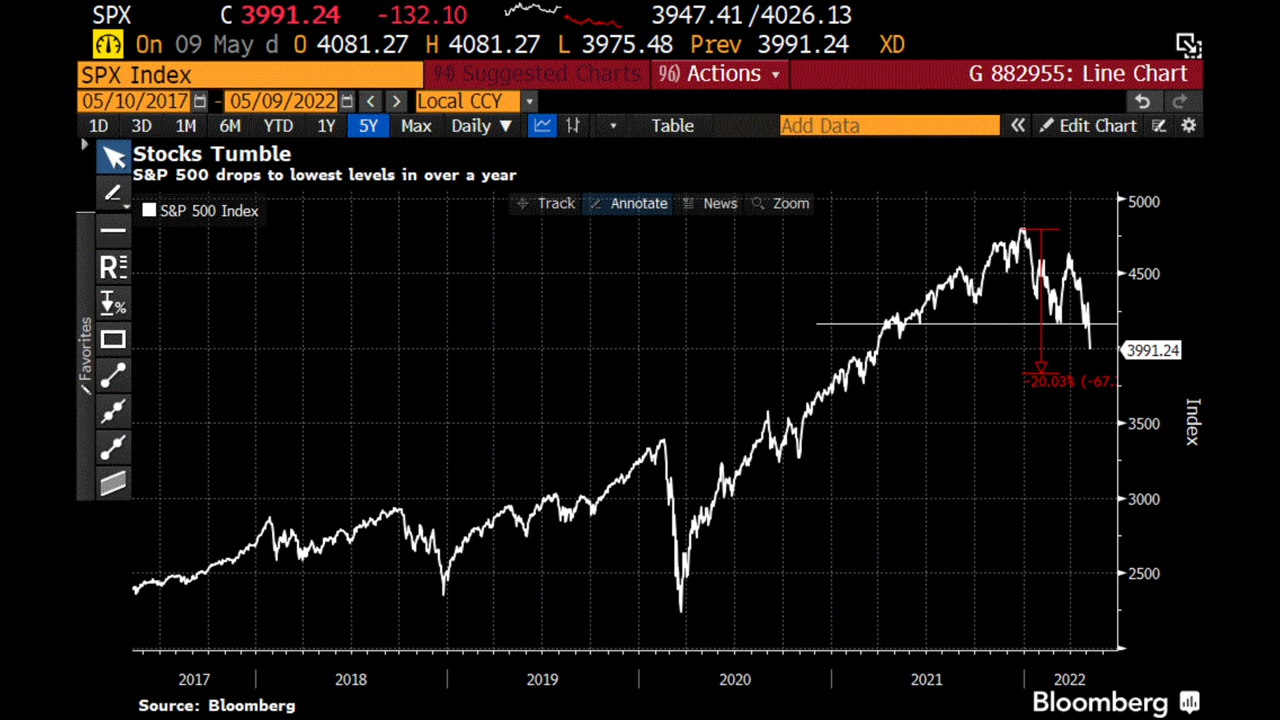 SPX C 3991.24 -132.10 3947.41/4026.13
On 09 May d O 4081.27 H 4081.27 L 3975.48 Prev 3991.24 XD
SPX Index 94) Suggested Charts 96) Actions G 882955: Line Chart
05/10/2017 - 05/09/2022 < > Local CCY
1D 3D 1M 6M YTD 1Y 5Y Max Daily ▼ Table Add Data « Edit Chart
Stocks Tumble
S&P 500 drops to lowest levels in over a year
Track Annotate News Zoom
S&P 500 Index
R
%
Favorites
5000
4500
3991.24
-20.03% (-67.
3500
3000
2500
Index
2017 2018 2019 2020 2021 2022
Source: Bloomberg
Bloomberg